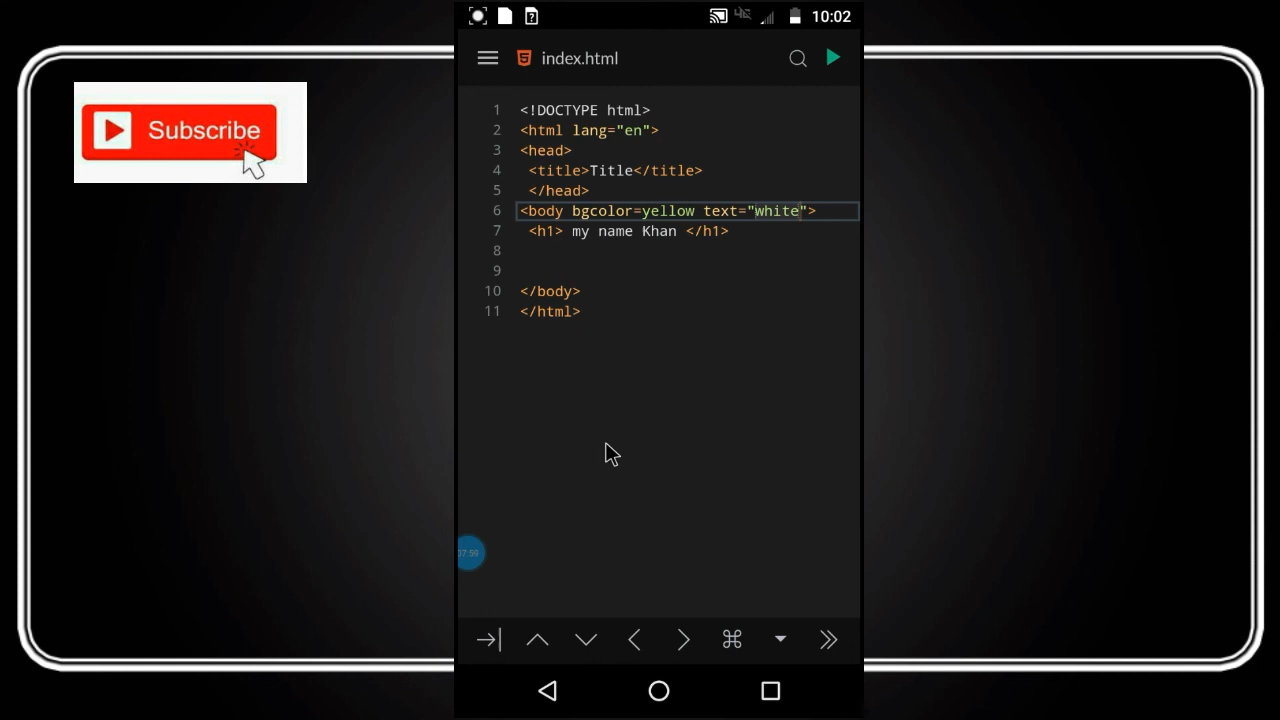 10:02
index.html
Subscribe
1 <!DOCTYPE html>
2 <html lang="en">
3 <head>
4 <title>Title</title>
5 </head>
6 <body bgcolor=yellow text="white">
7 <h1> my name Khan </h1>
8
9
10 </body>
11 </html>